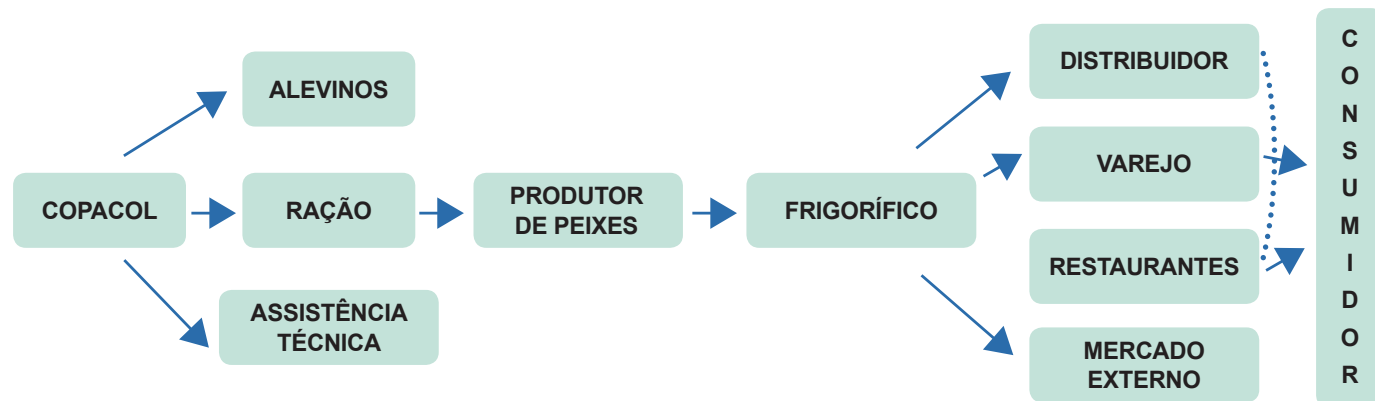 COPACOL
ALEVINOS
RAÇÃO
ASSISTÊNCIA
TÉCNICA
PRODUTOR
DE PEIXES
FRIGORÍFICO
DISTRIBUIDOR
VAREJO
RESTAURANTES
MERCADO
EXTERNO
C
O
N
S
U
M
I
D
O
R